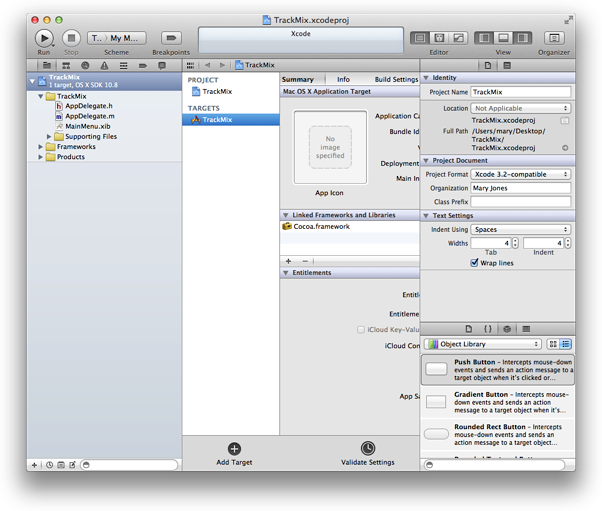 TrackMix.xcodeproj
Run
Stop
T... My M...
Scheme
Breakpoints
Xcode
Editor
View
Organizer
TrackMix
1 target, OS X SDK 10.8
TrackMix
AppDelegate.h
AppDelegate.m
MainMenu.xib
Supporting Files
Frameworks
Products
TrackMix
PROJECT
TrackMix
TARGETS
TrackMix
Summary
Info
Build Settings
Mac OS X Application Target
Application Ca
Bundle Ide
Deployment
Main In
No image specified
App Icon
Linked Frameworks and Libraries
Cocoa.framework
Entitlements
Entitle
Entitleme
iCloud Key-Valu
iCloud Con
App Sa
Add Target
Validate Settings
Identity
Project Name TrackMix
Location Not Applicable
TrackMix.xcodeproj
Full Path /Users/mary/Desktop/
TrackMix/
TrackMix.xcodeproj
Project Document
Project Format Xcode 3.2-compatible
Organization Mary Jones
Class Prefix
Text Settings
Indent Using Spaces
Widths 4 4
Tab Indent
Wrap lines
Object Library
Push Button – Intercepts mouse-down
events and sends an action message to a
target object when it's clicked or...
Gradient Button – Intercepts mouse-
down events and sends an action
message to a target object when it's...
Rounded Rect Button – Intercepts
mouse-down events and sends an
action message to a target object...